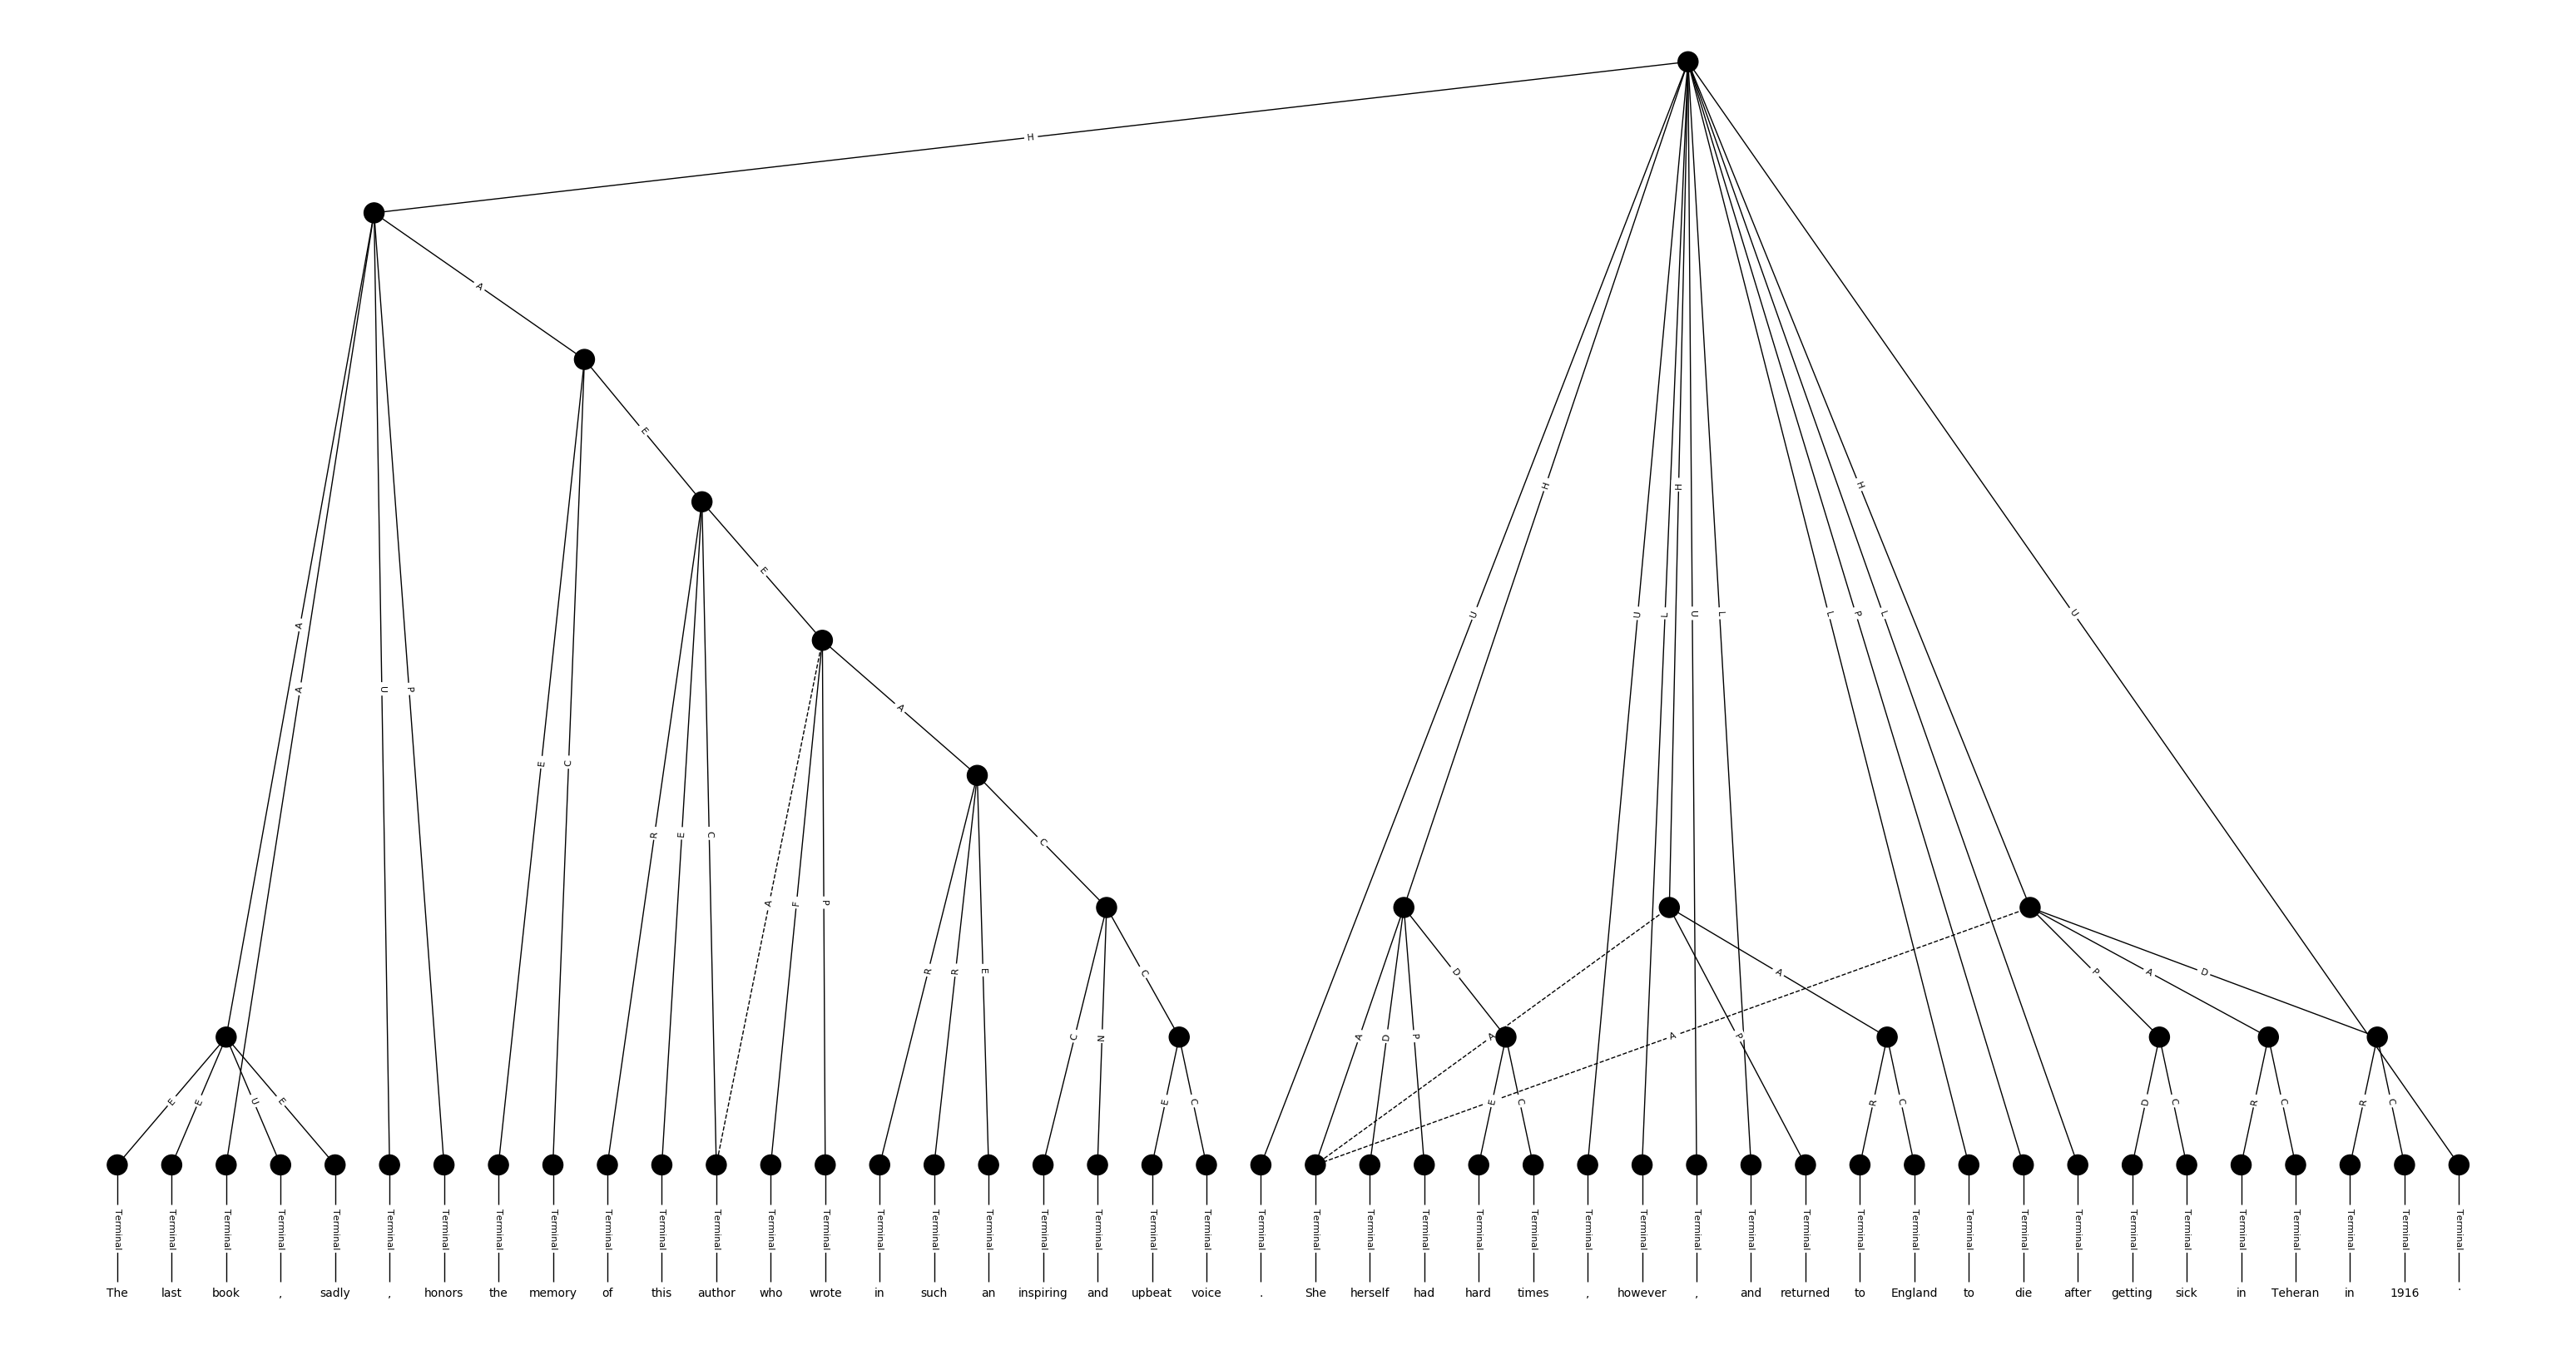 H
A
E
E
A
C
A
A
U
P
E
C
R
E
C
A
F
P
R
R
E
C
N
C
E
C
E
E
U
E
U
H
U
L
H
U
L
L
P
L
H
U
A
D
P
D
E
C
A
P
A
R
C
A
P
A
D
D
C
R
C
R
C
Terminal Terminal Terminal Terminal Terminal Terminal Terminal Terminal Terminal Terminal Terminal Terminal Terminal Terminal Terminal Terminal Terminal Terminal Terminal Terminal Terminal Terminal Terminal Terminal Terminal Terminal Terminal Terminal Terminal Terminal Terminal Terminal Terminal Terminal Terminal Terminal Terminal Terminal Terminal Terminal Terminal Terminal Terminal Terminal
The last book , sadly , honors the memory of this author who wrote in such an inspiring and upbeat voice . She herself had hard times , however , and returned to England to die after getting sick in Teheran in 1916 .